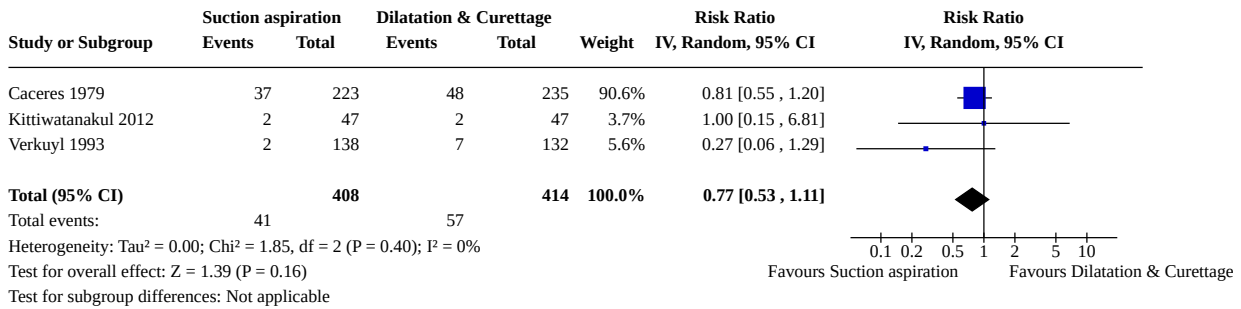 Suction aspiration Dilatation & Curettage Risk Ratio Risk Ratio
Study or Subgroup Events Total Events Total Weight IV, Random, 95% CI IV, Random, 95% CI
Caceres 1979 37 223 48 235 90.6% 0.81 [0.55 , 1.20]
Kittiwatanakul 2012 2 47 2 47 3.7% 1.00 [0.15 , 6.81]
Verkuyl 1993 2 138 7 132 5.6% 0.27 [0.06 , 1.29]
Total (95% CI) 408 414 100.0% 0.77 [0.53 , 1.11]
Total events: 41 57
Heterogeneity: Tau² = 0.00; Chi² = 1.85, df = 2 (P = 0.40); I² = 0%
0.1 0.2 0.5 1 2 5 10
Test for overall effect: Z = 1.39 (P = 0.16)
Favours Suction aspiration Favours Dilatation & Curettage
Test for subgroup differences: Not applicable